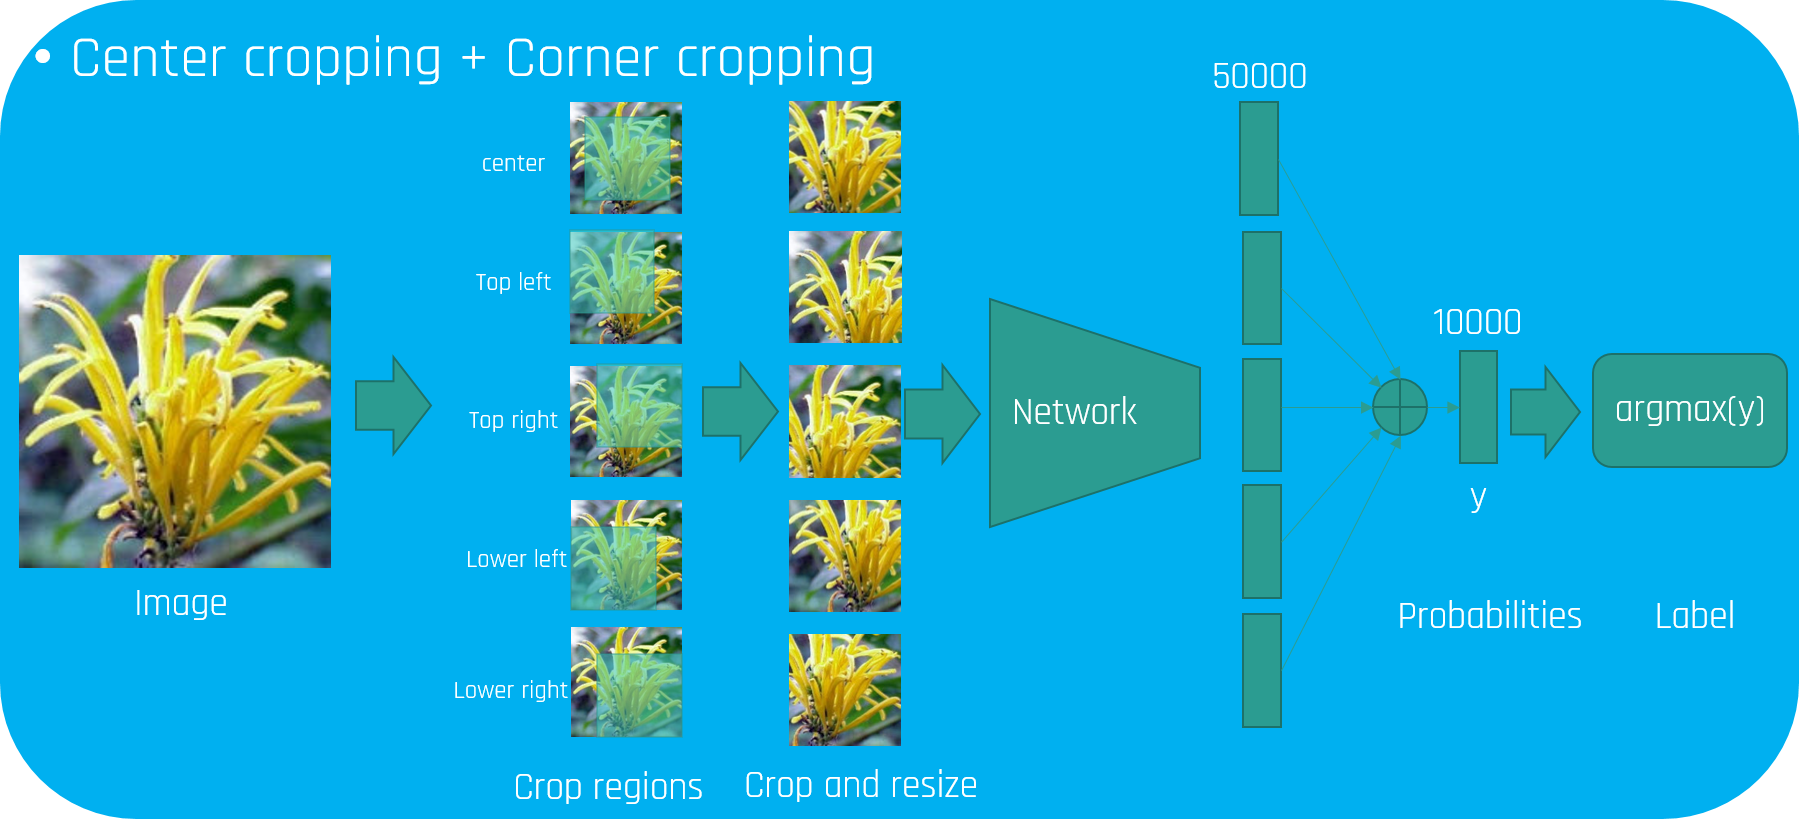 • Center cropping + Corner cropping
50000
center
Top left
10000
Top right
Network
argmax(y)
y
Lower left
Image
Probabilities
Label
Lower right
Crop regions
Crop and resize